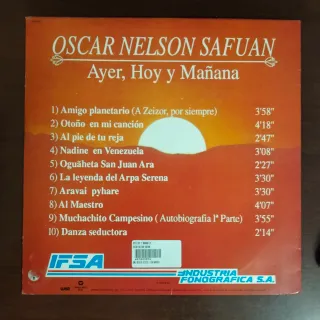 OSCAR NELSON SAFUAN
Ayer, Hoy y Mañana
1) Amigo planetario (A Zeizor, por siempre) 3'58"
2) Otoño en mi canción 4'18"
3) Al pie de tu reja 2'47"
4) Nadine en Venezuela 3'08"
5) Oguãheta San Juan Ara 2'27"
6) La leyenda del Arpa Serena 3'30"
7) Aravai pyhare 3'30"
8) Al Maestro 4'07"
9) Muchachito Campesino (Autobiografía 1ª Parte) 3'55"
10) Danza seductora 2'14"
IFSA
INDUSTRIA
FONOGRAFICA S.A.